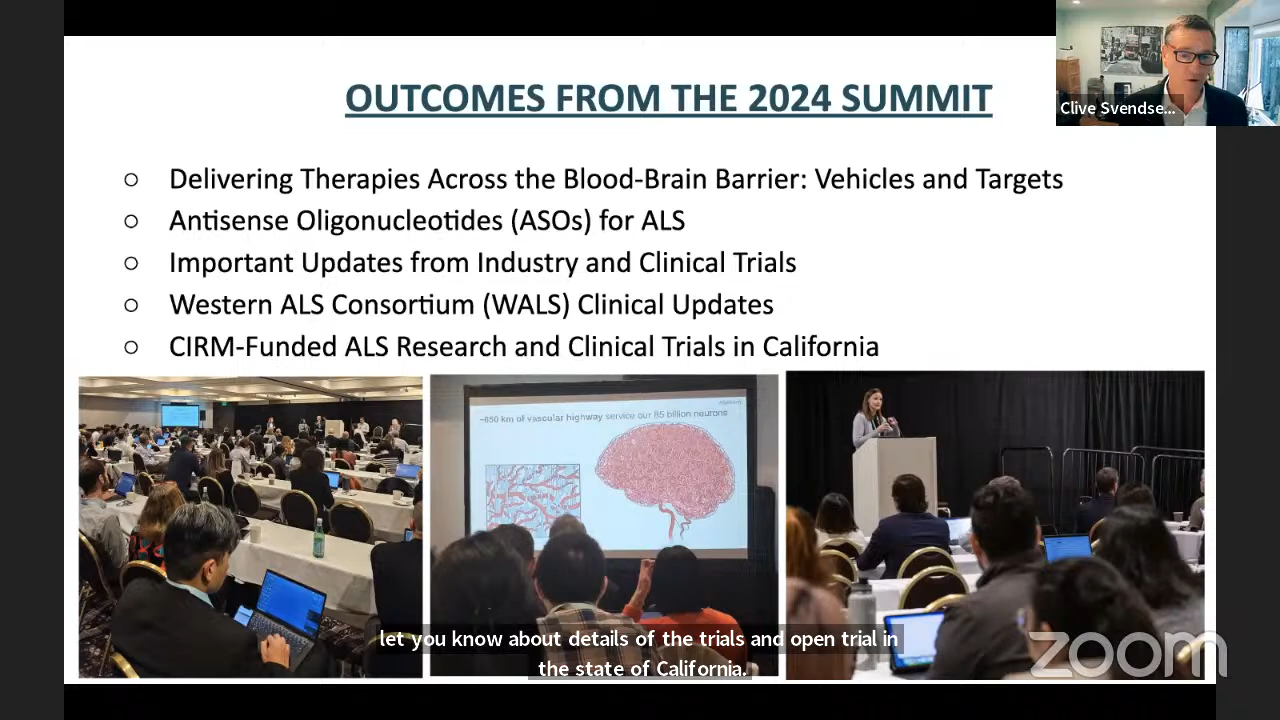 OUTCOMES FROM THE 2024 SUMMIT
Clive Svendse...
○ Delivering Therapies Across the Blood-Brain Barrier: Vehicles and Targets
○ Antisense Oligonucleotides (ASOs) for ALS
○ Important Updates from Industry and Clinical Trials
○ Western ALS Consortium (WALS) Clinical Updates
○ CIRM-Funded ALS Research and Clinical Trials in California
~650 km of vascular highway service our 85 billion neurons
let you know about details of the trials and open trial in
the state of California.
zoom